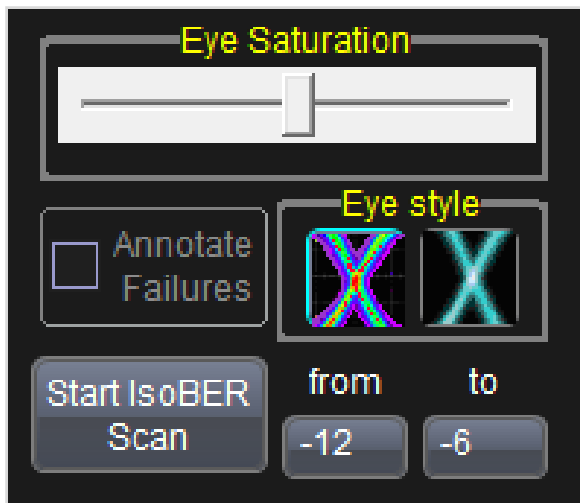 Eye Saturation
Annotate
Failures
Eye style
Start IsoBER
Scan
from to
-12 -6